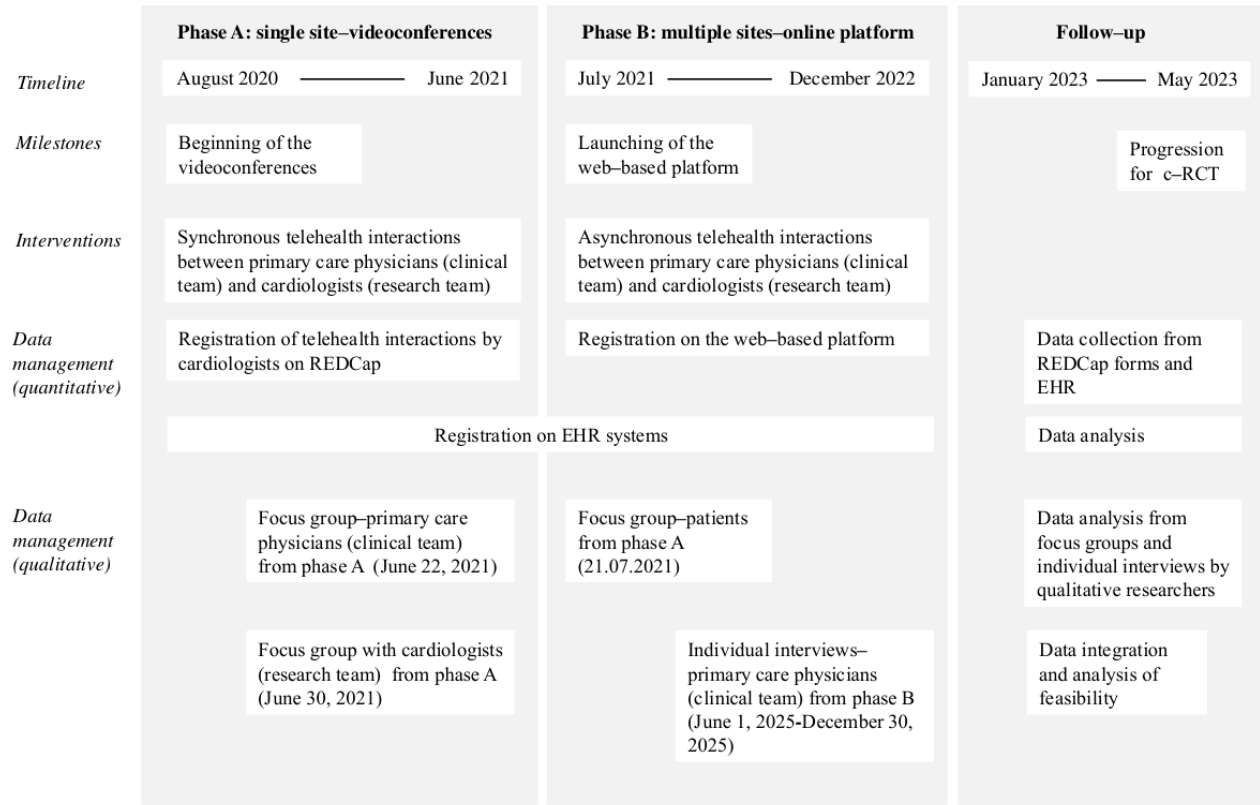 Phase A: single site–videoconferences
Phase B: multiple sites–online platform
Follow–up
Timeline
August 2020
June 2021
July 2021
December 2022
January 2023
May 2023
Milestones
Beginning of the
videoconferences
Launching of the
web–based platform
Progression
for c–RCT
Interventions
Synchronous telehealth interactions
between primary care physicians (clinical
team) and cardiologists (research team)
Asynchronous telehealth interactions
between primary care physicians (clinical
team) and cardiologists (research team)
Data
management
(quantitative)
Registration of telehealth interactions by
cardiologists on REDCap
Registration on the web–based platform
Data collection from
REDCap forms and
EHR
Registration on EHR systems
Data analysis
Data
management
(qualitative)
Focus group–primary care
physicians (clinical team)
from phase A (June 22, 2021)
Focus group–patients
from phase A
(21.07.2021)
Data analysis from
focus groups and
individual interviews by
qualitative researchers
Focus group with cardiologists
(research team) from phase A
(June 30, 2021)
Individual interviews–
primary care physicians
(clinical team) from phase B
(June 1, 2025-December 30,
2025)
Data integration
and analysis of
feasibility